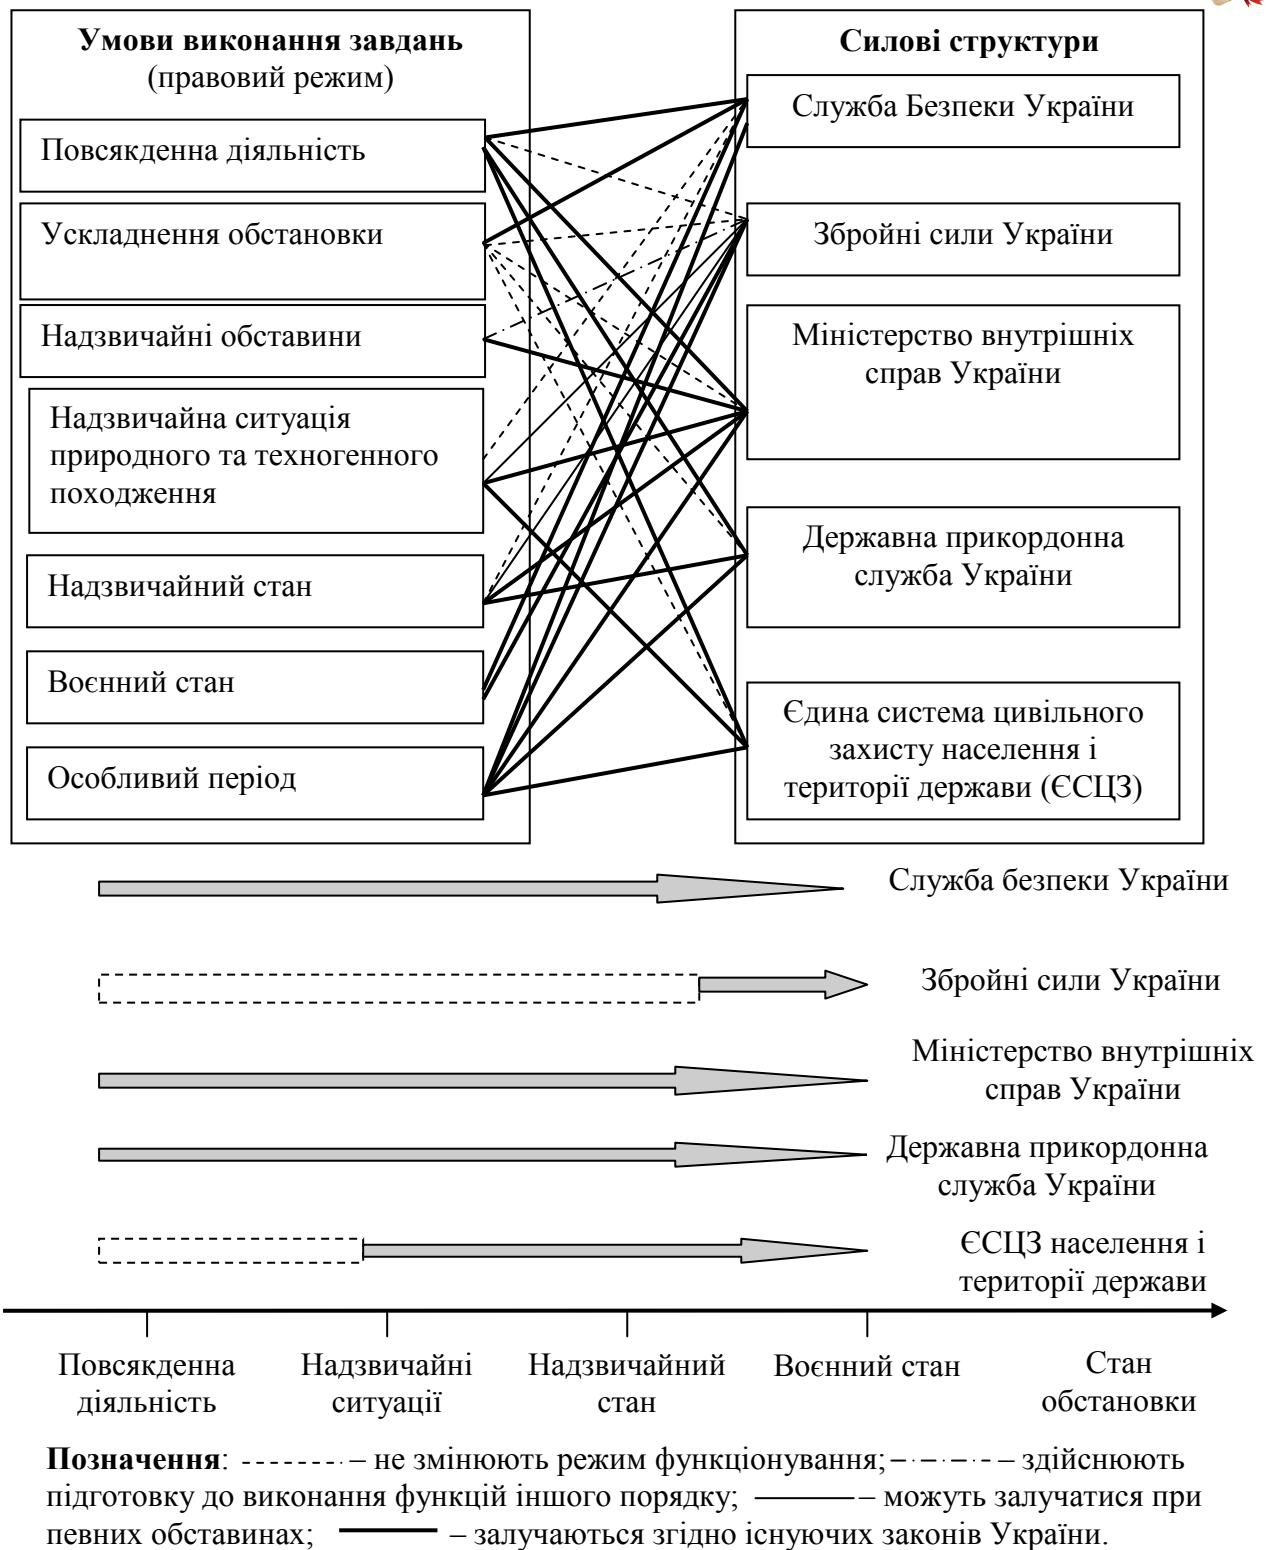 Умови виконання завдань
(правовий режим)
Повсякденна діяльність
Ускладнення обстановки
Надзвичайні обставини
Надзвичайна ситуація
природного та техногенного
походження
Надзвичайний стан
Воєнний стан
Особливий період
Силові структури
Служба Безпеки України
Збройні сили України
Міністерство внутрішніх
справ України
Державна прикордонна
служба України
Єдина система цивільного
захисту населення і
території держави (ЄСЦЗ)
Служба безпеки України
Збройні сили України
Міністерство внутрішніх
справ України
Державна прикордонна
служба України
ЄСЦЗ населення і
території держави
Повсякденна
діяльність
Надзвичайні
ситуації
Надзвичайний
стан
Воєнний стан
Стан
обстановки
Позначення: – не змінюють режим функціонування; – здійснюють
підготовку до виконання функцій іншого порядку; – можуть залучатися при
певних обставинах; – залучаються згідно існуючих законів України.